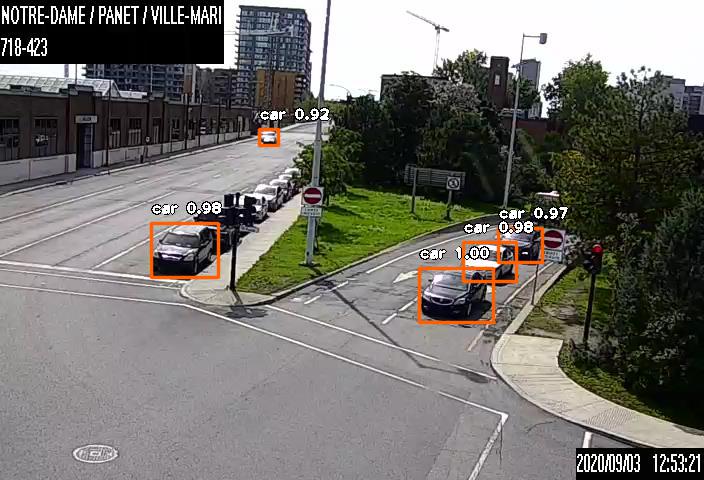 NOTRE-DAME / PANET / VILLE-MARI
718-423
car 0.92
car 0.98
car 0.97
car 0.98
car 1.00
2020/09/03 12:53:21